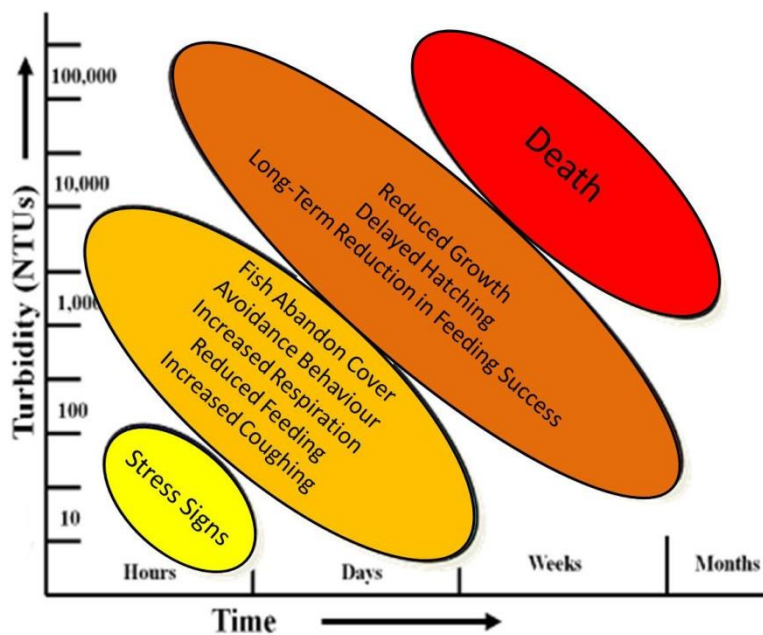 Turbidity (NTUs)
100,000
10,000
1,00
100
10
Death
Reduced Growth
Delayed Hatching
Long-Term Reduction in Feeding Success
Fish Abandon Cover
Avoidance Behaviour
Increased Respiration
Reduced Feeding
Increased Coughing
Stress Signs
Hours
Days
Weeks
Months
Time